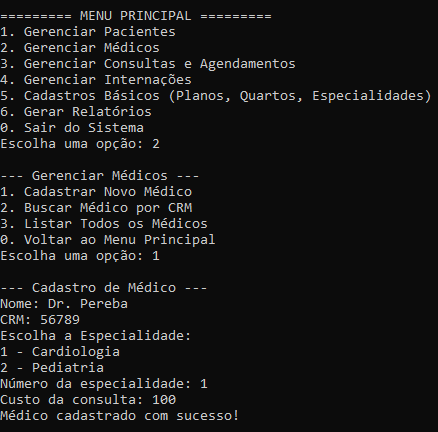 ========= MENU PRINCIPAL =========
1. Gerenciar Pacientes
2. Gerenciar Médicos
3. Gerenciar Consultas e Agendamentos
4. Gerenciar Internações
5. Cadastros Básicos (Planos, Quartos, Especialidades)
6. Gerar Relatórios
0. Sair do Sistema
Escolha uma opção: 2

--- Gerenciar Médicos ---
1. Cadastrar Novo Médico
2. Buscar Médico por CRM
3. Listar Todos os Médicos
0. Voltar ao Menu Principal
Escolha uma opção: 1

--- Cadastro de Médico ---
Nome: Dr. Pereba
CRM: 56789
Escolha a Especialidade:
1 - Cardiologia
2 - Pediatria
Número da especialidade: 1
Custo da consulta: 100
Médico cadastrado com sucesso!